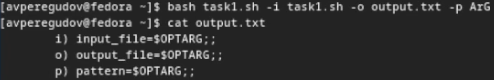 [avperegudov@fedora ~]$ bash task1.sh -i task1.sh -o output.txt -p ArG
[avperegudov@fedora ~]$ cat output.txt
i) input_file=$OPTARG;;
o) output_file=$OPTARG;;
p) pattern=$OPTARG;;